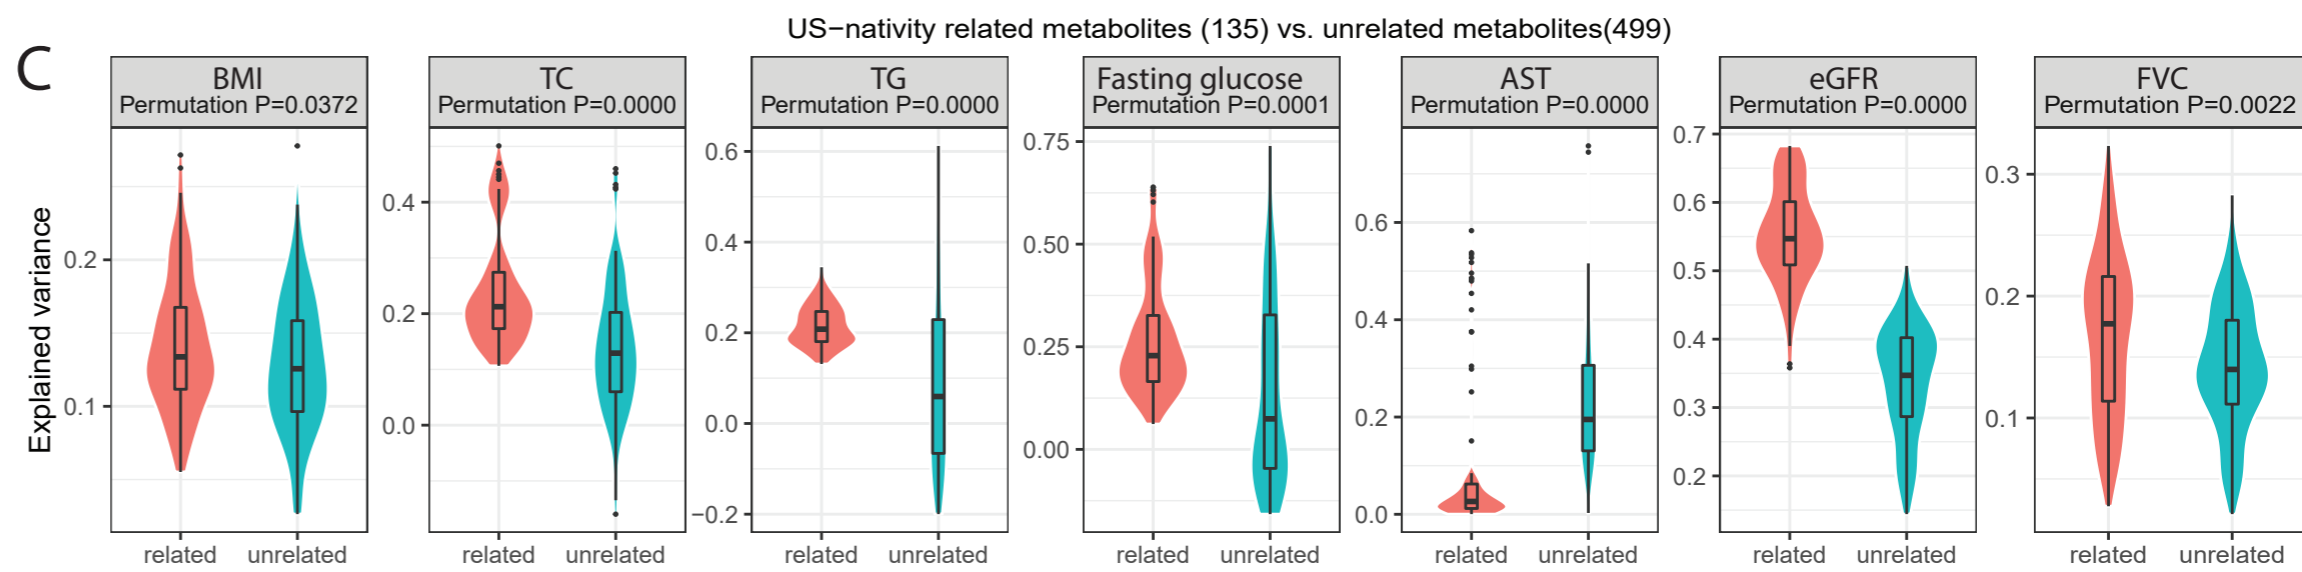 US−nativity related metabolites (135) vs. unrelated metabolites(499)
C
BMI
Permutation P=0.0372
TC
Permutation P=0.0000
TG
Permutation P=0.0000
Fasting glucose
Permutation P=0.0001
AST
Permutation P=0.0000
eGFR
Permutation P=0.0000
FVC
Permutation P=0.0022
Explained variance
0.2
0.1
0.4
0.2
0.0
0.6
0.4
0.2
0.0
−0.2
0.75
0.50
0.25
0.00
0.6
0.4
0.2
0.0
0.7
0.6
0.5
0.4
0.3
0.2
0.3
0.2
0.1
related unrelated
related unrelated
related unrelated
related unrelated
related unrelated
related unrelated
related unrelated